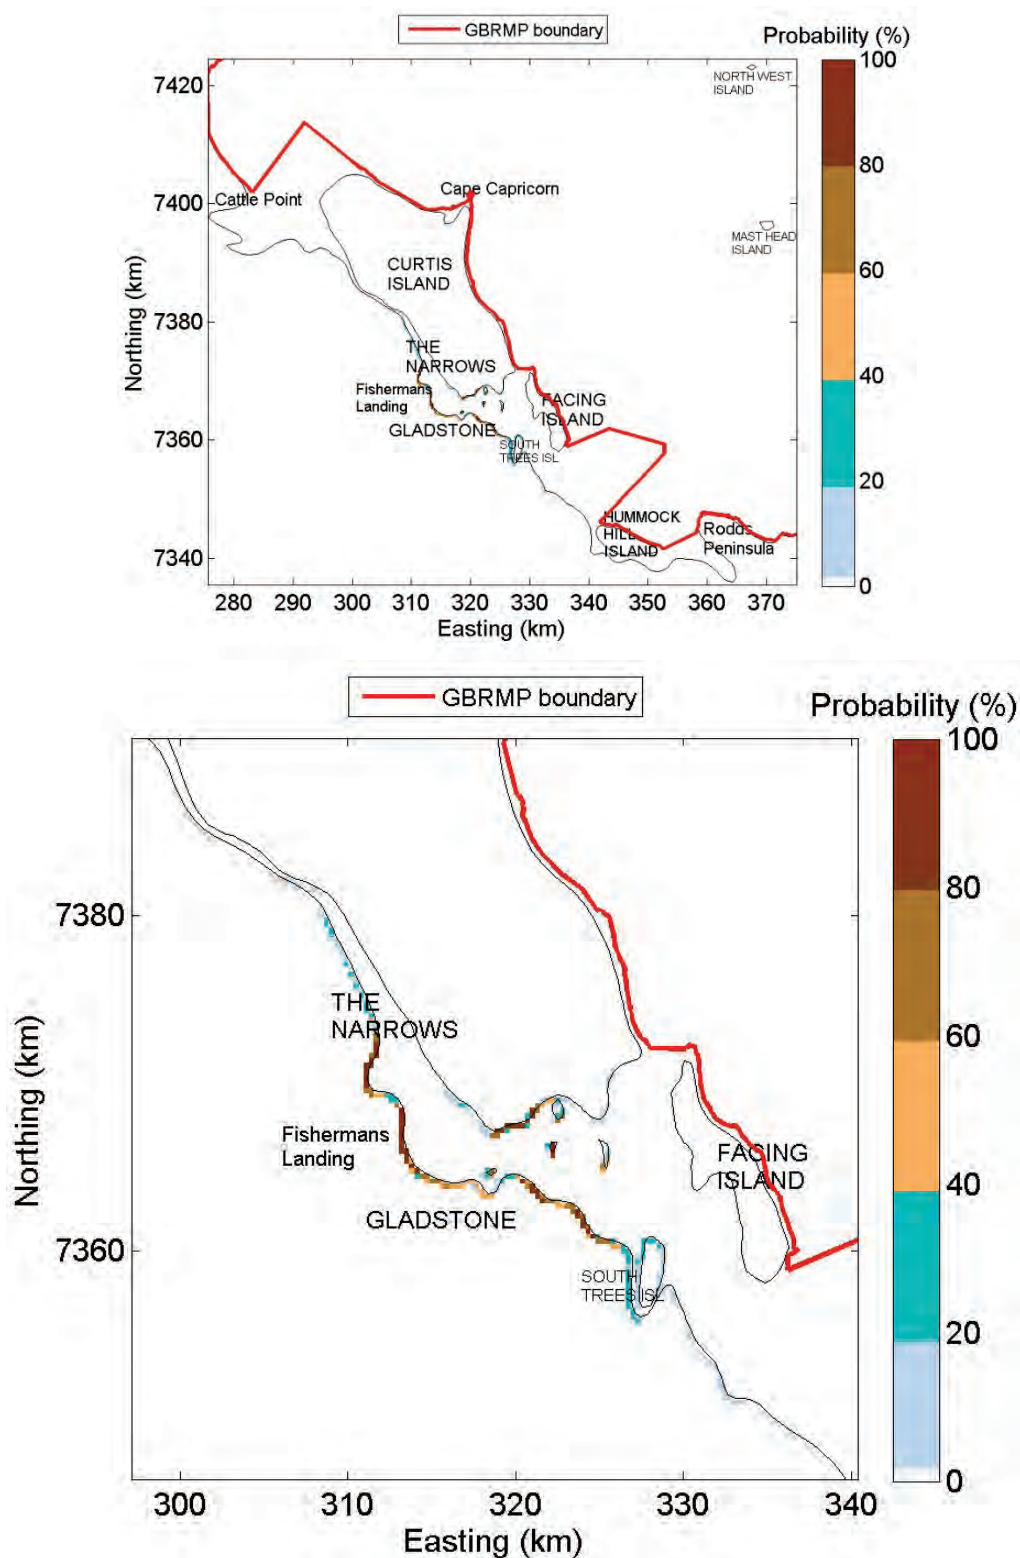 GBRMP boundary
Probability (%)
100
80
60
40
20
0
7420
7400
7380
7360
7340
Northing (km)
NORTH WEST
ISLAND
Cattle Point
Cape Capricorn
MAST HEAD
ISLAND
CURTIS
ISLAND
THE
NARROWS
Fishermans
Landing
FACING
ISLAND
GLADSTONE
SOUTH
TREES ISL
HUMMOCK
HILL
ISLAND
Rodds
Peninsula
280 290 300 310 320 330 340 350 360 370
Easting (km)
GBRMP boundary
Probability (%)
100
80
60
40
20
0
7380
7360
Northing (km)
THE
NARROWS
Fishermans
Landing
FACING
ISLAND
GLADSTONE
SOUTH
TREES ISL
300 310 320 330 340
Easting (km)